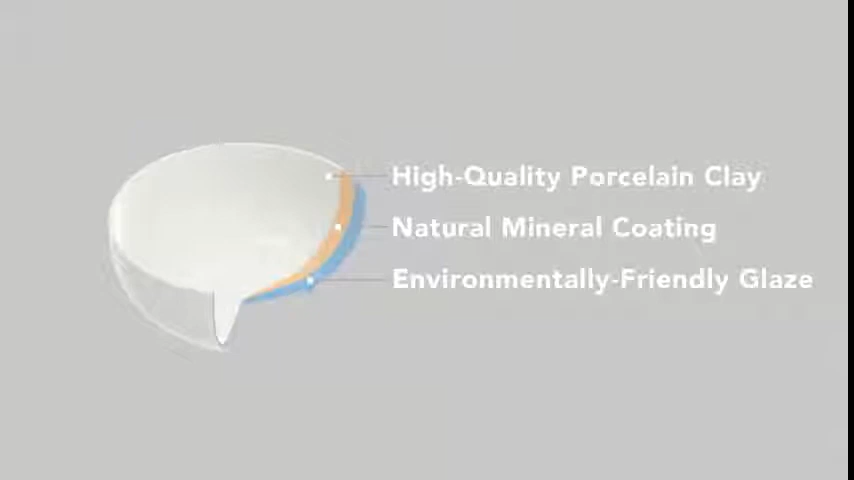 High-Quality Porcelain Clay
Natural Mineral Coating
Environmentally-Friendly Glaze